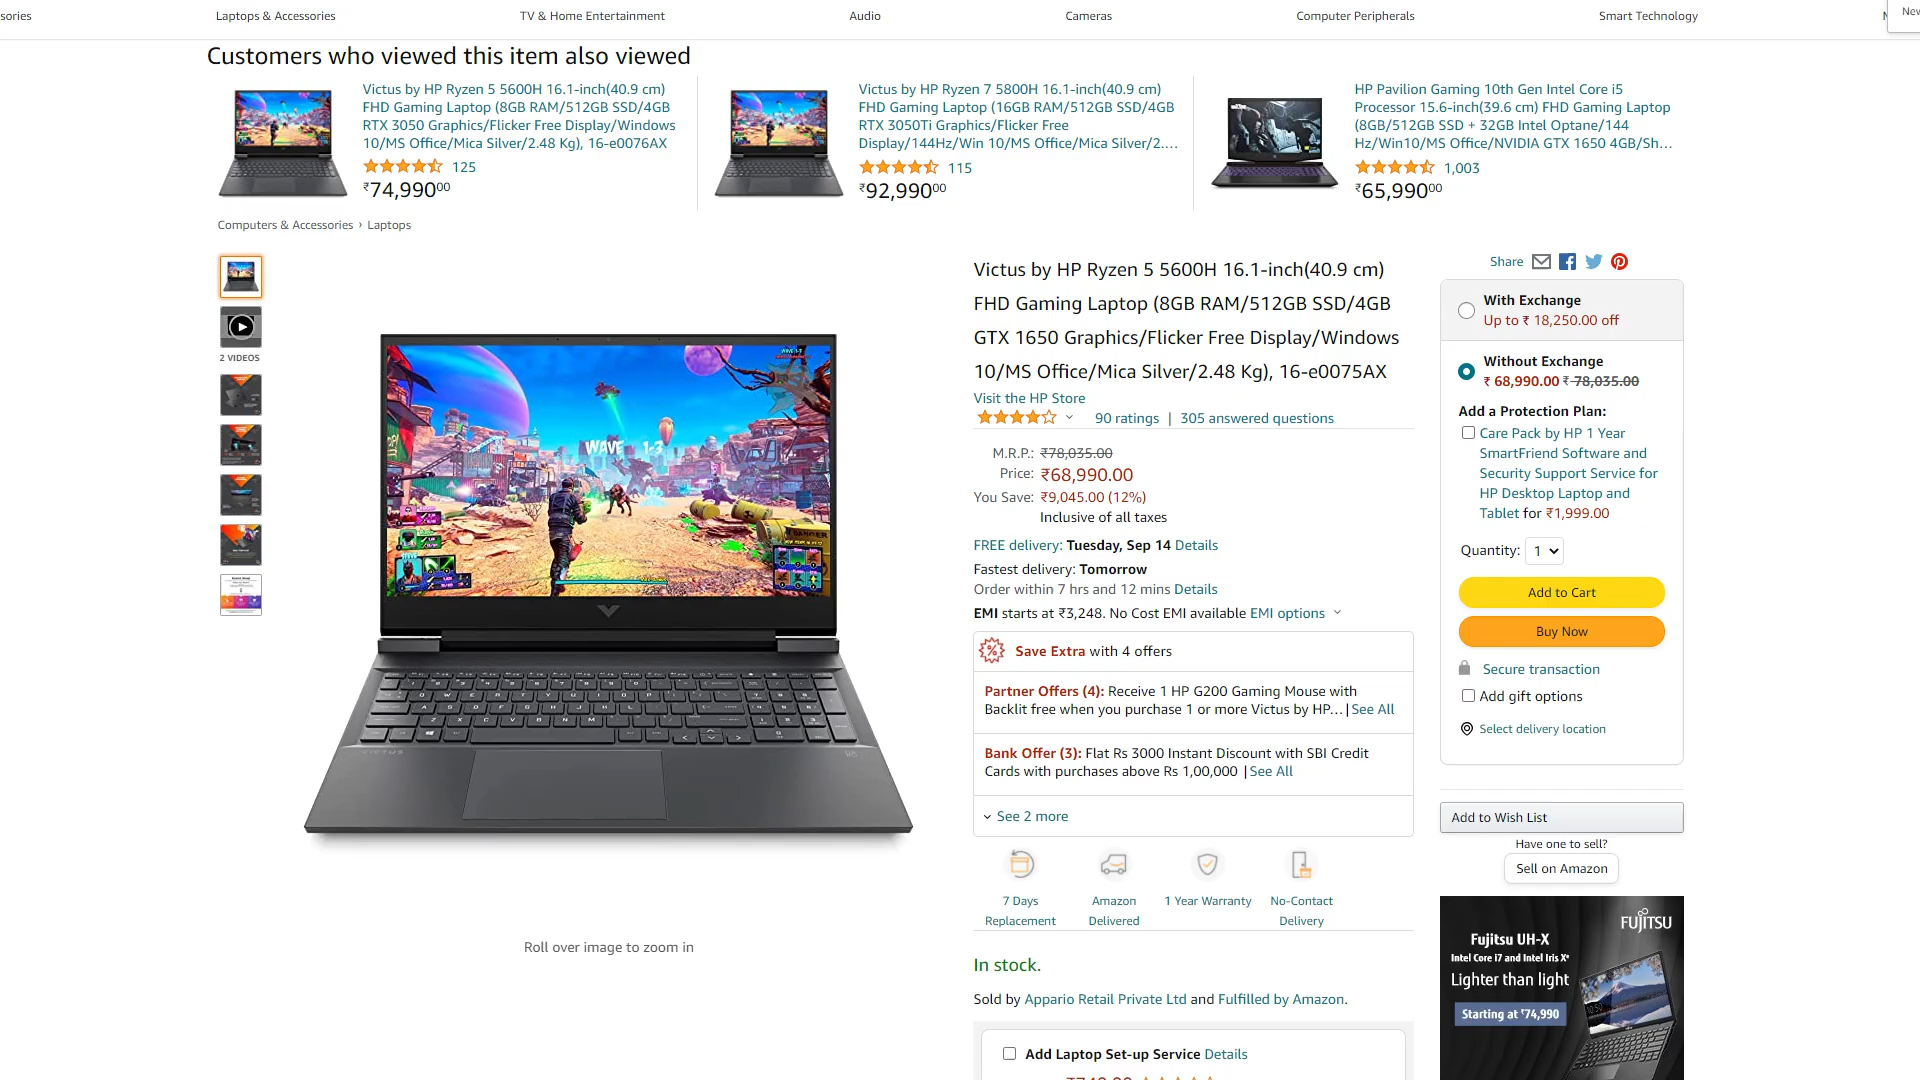 sories
Laptops & Accessories
TV & Home Entertainment
Audio
Cameras
Computer Peripherals
Smart Technology
Customers who viewed this item also viewed
Victus by HP Ryzen 5 5600H 16.1-inch(40.9 cm)
FHD Gaming Laptop (8GB RAM/512GB SSD/4GB
RTX 3050 Graphics/Flicker Free Display/Windows
10/MS Office/Mica Silver/2.48 Kg), 16-e0076AX
125
₹74,99000
Victus by HP Ryzen 7 5800H 16.1-inch(40.9 cm)
FHD Gaming Laptop (16GB RAM/512GB SSD/4GB
RTX 3050Ti Graphics/Flicker Free
Display/144Hz/Win 10/MS Office/Mica Silver/2....
115
₹92,99000
HP Pavilion Gaming 10th Gen Intel Core i5
Processor 15.6-inch(39.6 cm) FHD Gaming Laptop
(8GB/512GB SSD + 32GB Intel Optane/144
Hz/Win10/MS Office/NVIDIA GTX 1650 4GB/Sh...
1,003
₹65,99000
Computers & Accessories › Laptops
2 VIDEOS
WAVE 1-3
VICTUS
Roll over image to zoom in
Victus by HP Ryzen 5 5600H 16.1-inch(40.9 cm)
FHD Gaming Laptop (8GB RAM/512GB SSD/4GB
GTX 1650 Graphics/Flicker Free Display/Windows
10/MS Office/Mica Silver/2.48 Kg), 16-e0075AX
Visit the HP Store
90 ratings | 305 answered questions
M.R.P.: ₹78,035.00
Price: ₹68,990.00
You Save: ₹9,045.00 (12%)
Inclusive of all taxes
FREE delivery: Tuesday, Sep 14 Details
Fastest delivery: Tomorrow
Order within 7 hrs and 12 mins Details
EMI starts at ₹3,248. No Cost EMI available EMI options
Save Extra with 4 offers
Partner Offers (4): Receive 1 HP G200 Gaming Mouse with
Backlit free when you purchase 1 or more Victus by HP... | See All
Bank Offer (3): Flat Rs 3000 Instant Discount with SBI Credit
Cards with purchases above Rs 1,00,000 | See All
See 2 more
7 Days
Replacement
Amazon
Delivered
1 Year Warranty
No-Contact
Delivery
In stock.
Sold by Appario Retail Private Ltd and Fulfilled by Amazon.
Add Laptop Set-up Service Details
Share
With Exchange
Up to ₹ 18,250.00 off
Without Exchange
₹ 68,990.00 ₹ 78,035.00
Add a Protection Plan:
Care Pack by HP 1 Year
SmartFriend Software and
Security Support Service for
HP Desktop Laptop and
Tablet for ₹1,999.00
Quantity: 1
Add to Cart
Buy Now
Secure transaction
Add gift options
Select delivery location
Add to Wish List
Have one to sell?
Sell on Amazon
FUJITSU
Fujitsu UH-X
Intel Core i7 and Intel Iris Xe
Lighter than light
Starting at ₹74,990